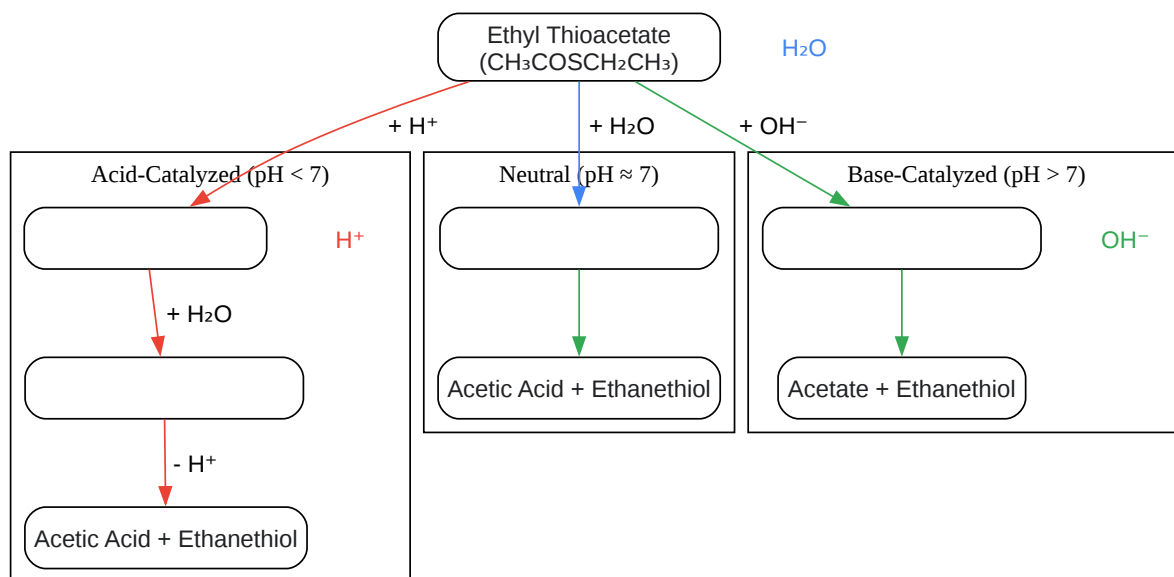 Ethyl Thioacetate
(CH₃COSCH₂CH₃)
H₂O
+ H⁺
+ H₂O
+ OH⁻
Acid-Catalyzed (pH < 7)
Neutral (pH ≈ 7)
Base-Catalyzed (pH > 7)
H⁺
OH⁻
+ H₂O
Acetic Acid + Ethanethiol
Acetate + Ethanethiol
- H⁺
Acetic Acid + Ethanethiol